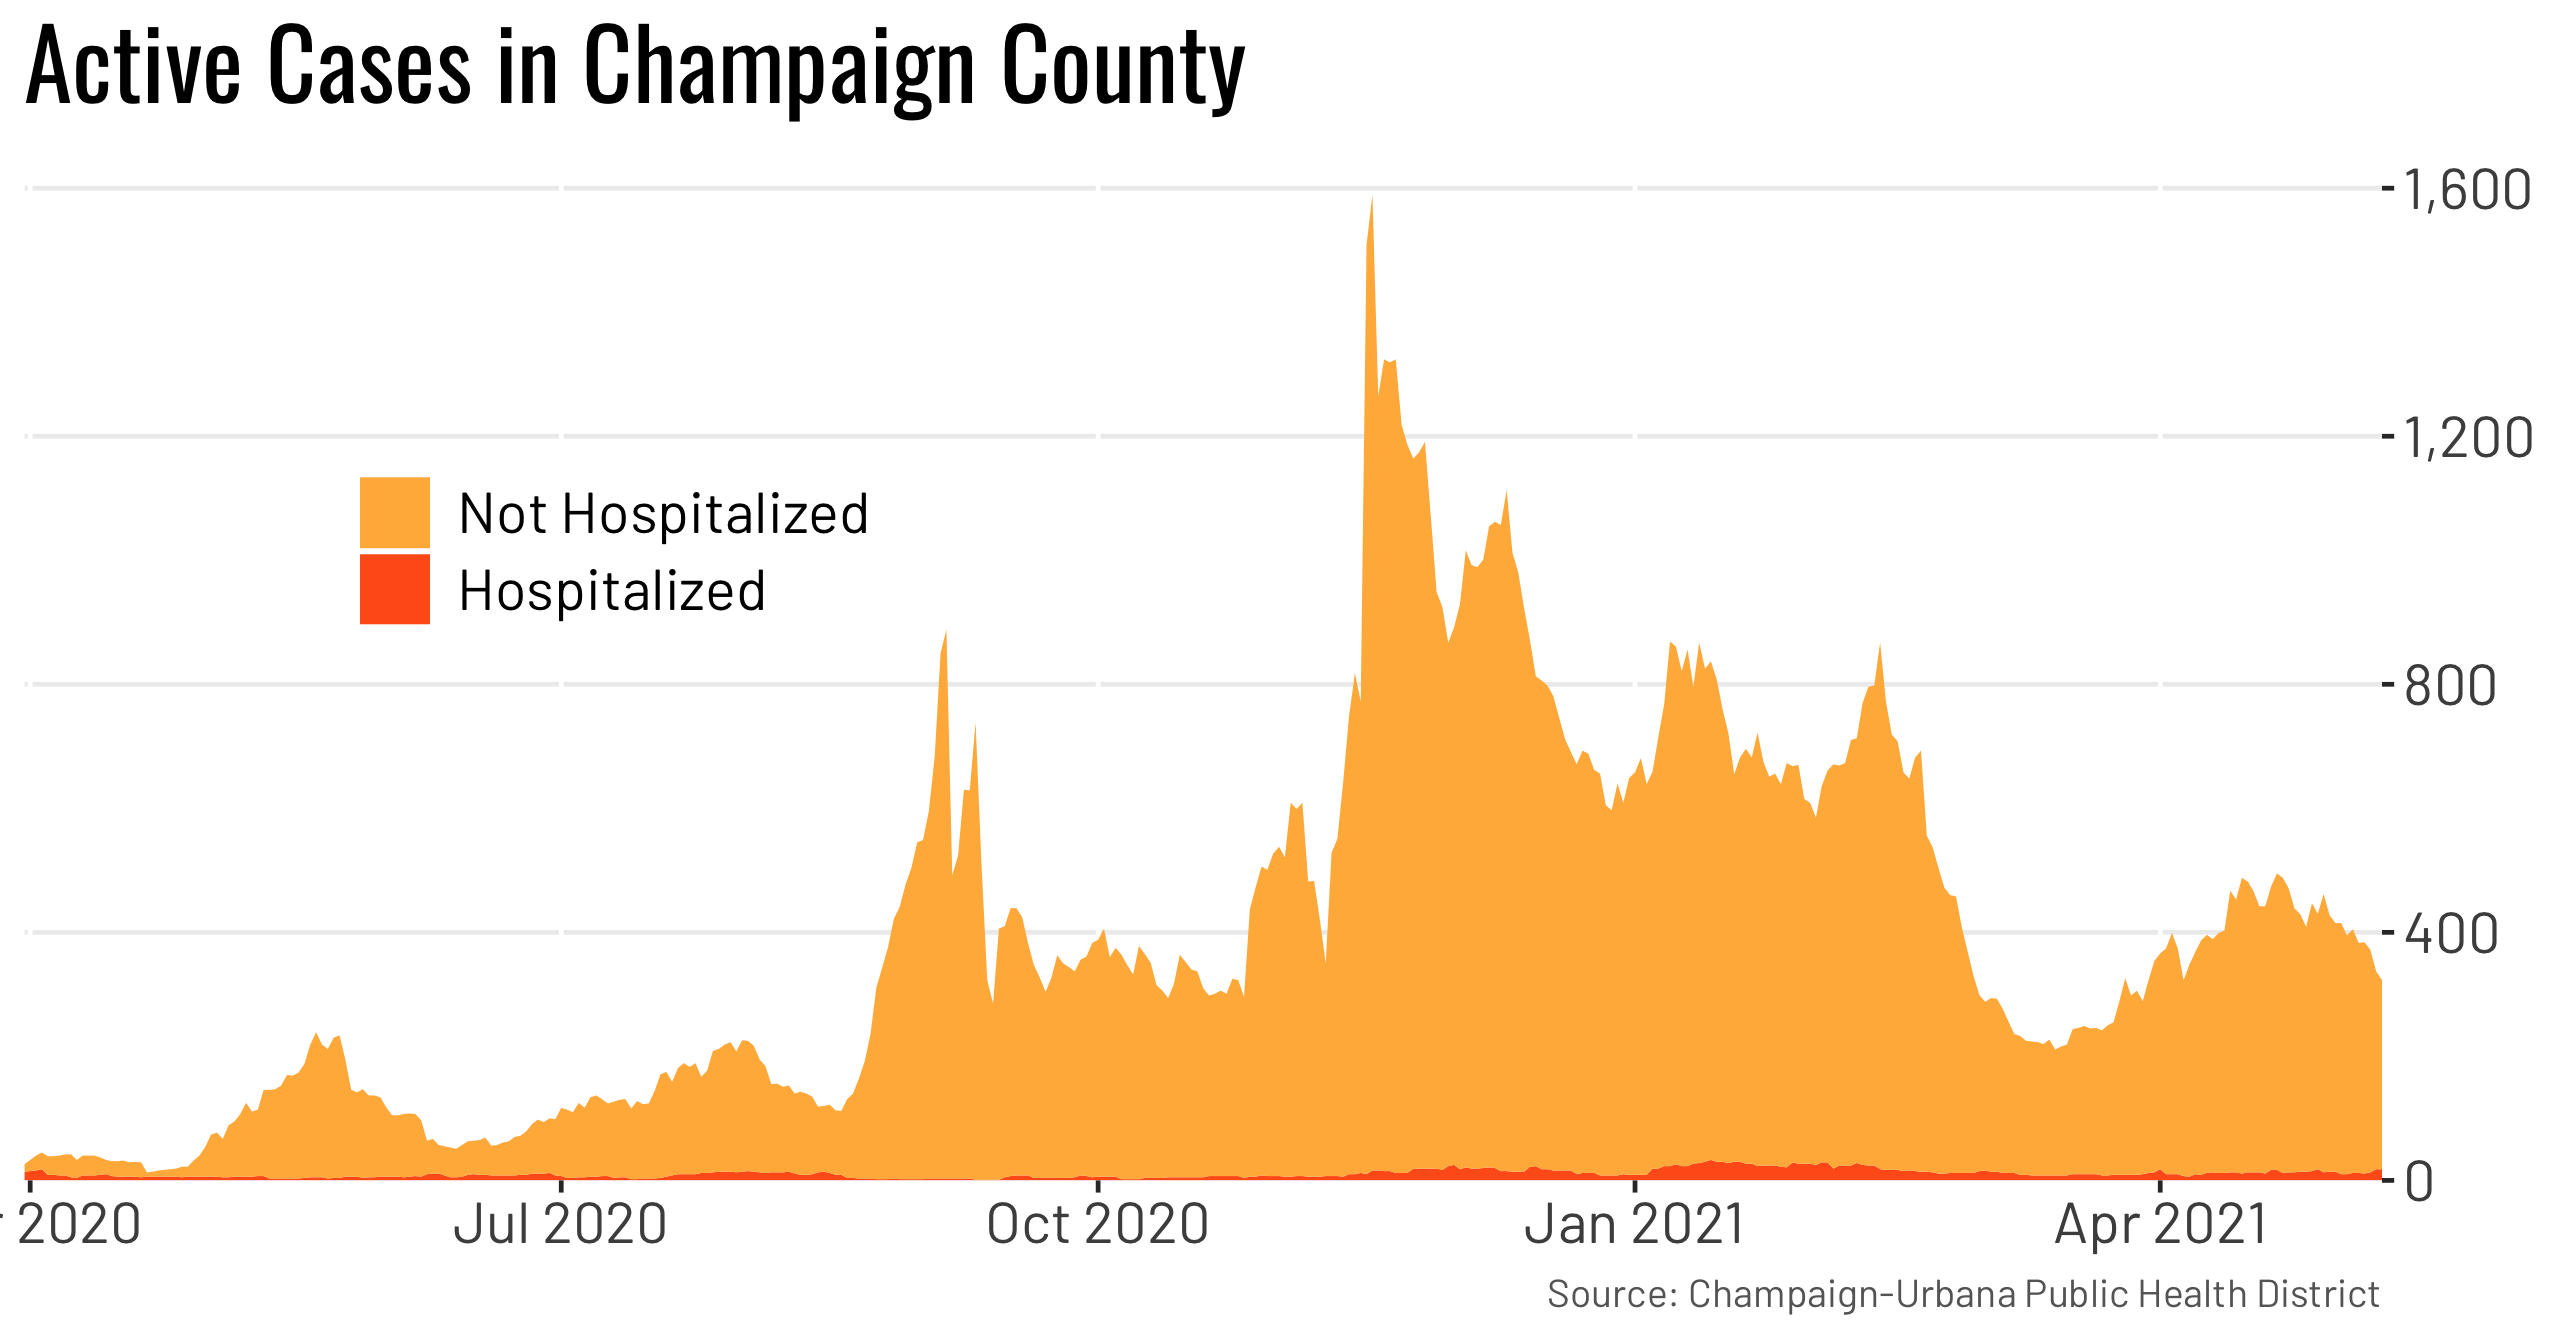 Active Cases in Champaign County
1,600
1,200
Not Hospitalized
Hospitalized
800
400
0
2020
Jul 2020
Oct 2020
Jan 2021
Apr 2021
Source: Champaign-Urbana Public Health District